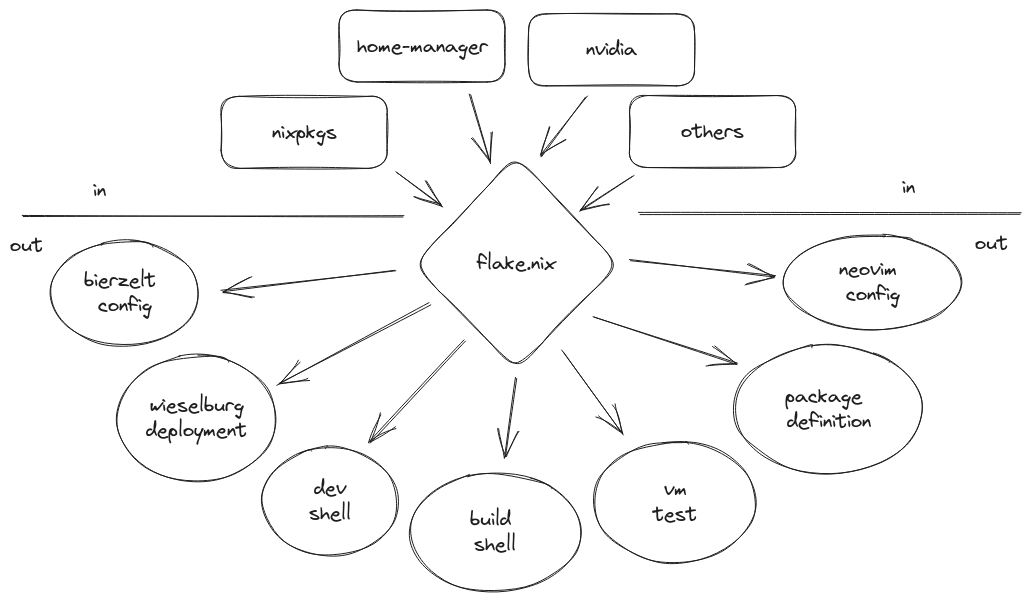 home-manager
nvidia
nixpkgs
others
in
in
out
out
flake.nix
bierzelt
config
neovim
config
wieselburg
deployment
package
definition
dev
shell
build
shell
vm
test